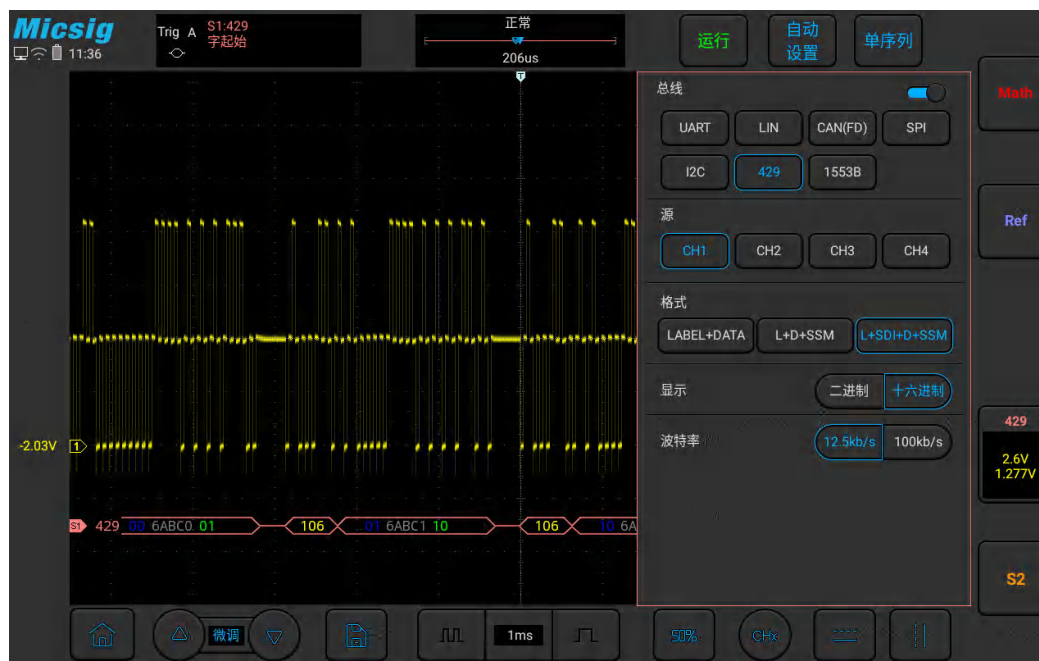 Micsig
11:36
Trig A S1:429
字起始
正常
206us
运行
自动
设置
单序列
T
总线
Math
UART LIN CAN(FD) SPI
I2C 429 1553B
源
Ref
CH1 CH2 CH3 CH4
格式
LABEL+DATA L+D+SSM L+SDI+D+SSM
显示
二进制 十六进制
429
波特率
12.5kb/s 100kb/s
-2.03V 1
2.6V
1.277V
S1 429 00 6ABC0 01 106 01 6ABC1 10 106 10 6A
S2
微调
1ms
50%
CHx